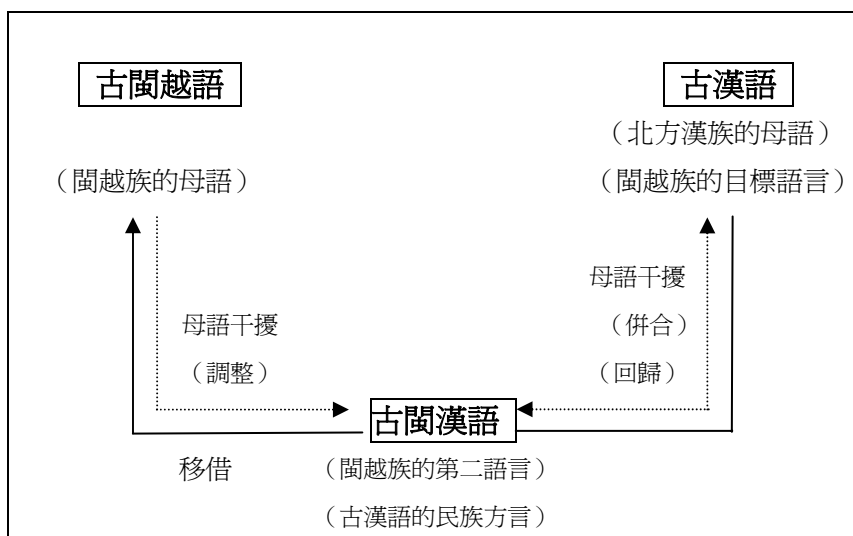 古閩越語
（閩越族的母語）
古漢語
（北方漢族的母語）
（閩越族的目標語言）
母語干擾
（調整）
母語干擾
（併合）
（回歸）
古閩漢語
移借
（閩越族的第二語言）
（古漢語的民族方言）